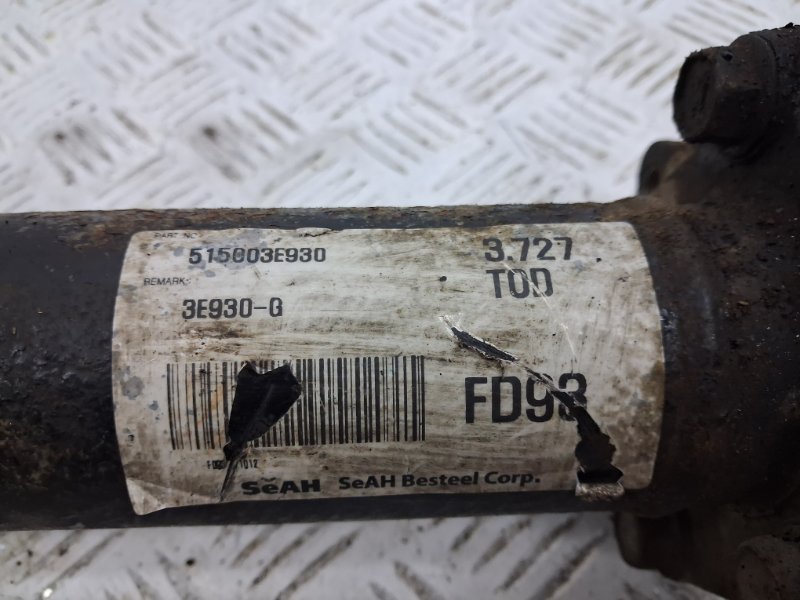 PART NO.
515003E930
3.727
TOD
REMARK:
3E930-G
FD93
SeAH SeAH Besteel Corp.